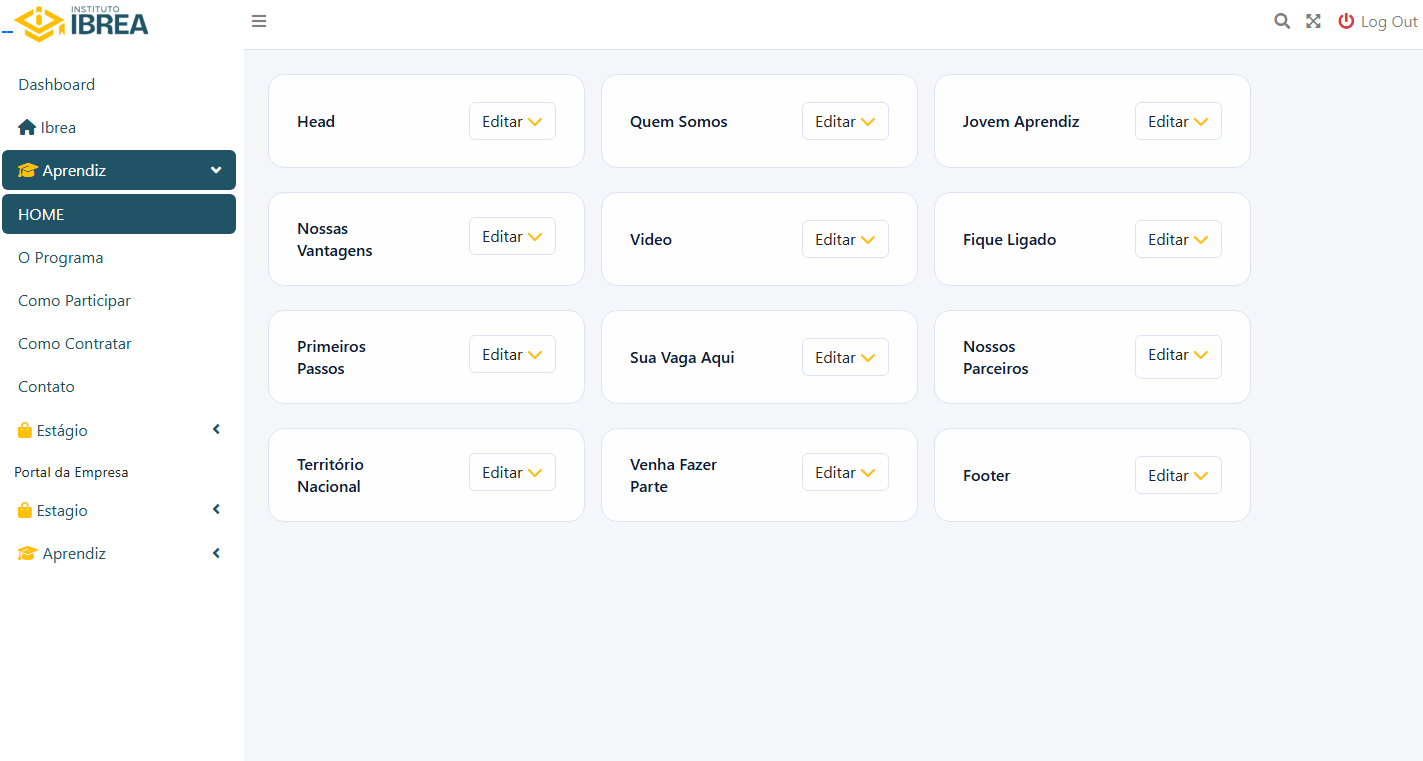 INSTITUTO
IBREA
Log Out
Dashboard
Ibrea
Aprendiz
HOME
O Programa
Como Participar
Como Contratar
Contato
Estágio
Portal da Empresa
Estagio
Aprendiz
Head
Editar
Quem Somos
Editar
Jovem Aprendiz
Editar
Nossas
Vantagens
Editar
Video
Editar
Fique Ligado
Editar
Primeiros
Passos
Editar
Sua Vaga Aqui
Editar
Nossos
Parceiros
Editar
Território
Nacional
Editar
Venha Fazer
Parte
Editar
Footer
Editar